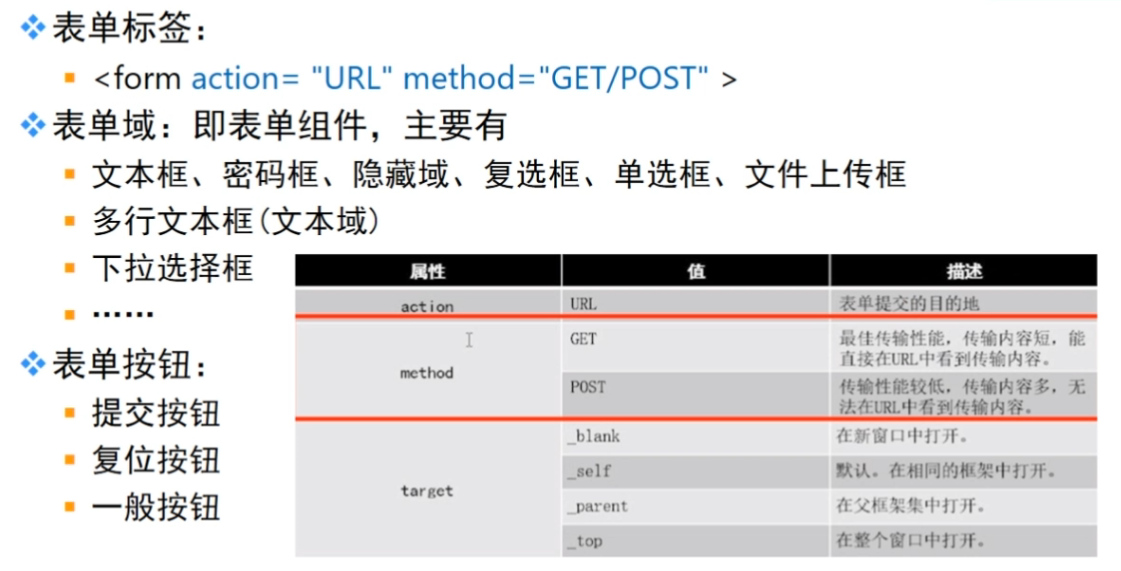 表单标签：
<form action= "URL" method="GET/POST" >
表单域：即表单组件，主要有
文本框、密码框、隐藏域、复选框、单选框、文件上传框
多行文本框(文本域)
下拉选择框
……
表单按钮：
提交按钮
复位按钮
一般按钮
属性 值 描述
action URL 表单提交的目的地
method GET 最佳传输性能，传输内容短，能
直接在URL中看到传输内容。
POST 传输性能较低，传输内容多，无
法在URL中看到传输内容。
target _blank 在新窗口中打开。
_self 默认。在相同的框架中打开。
_parent 在父框架集中打开。
_top 在整个窗口中打开。